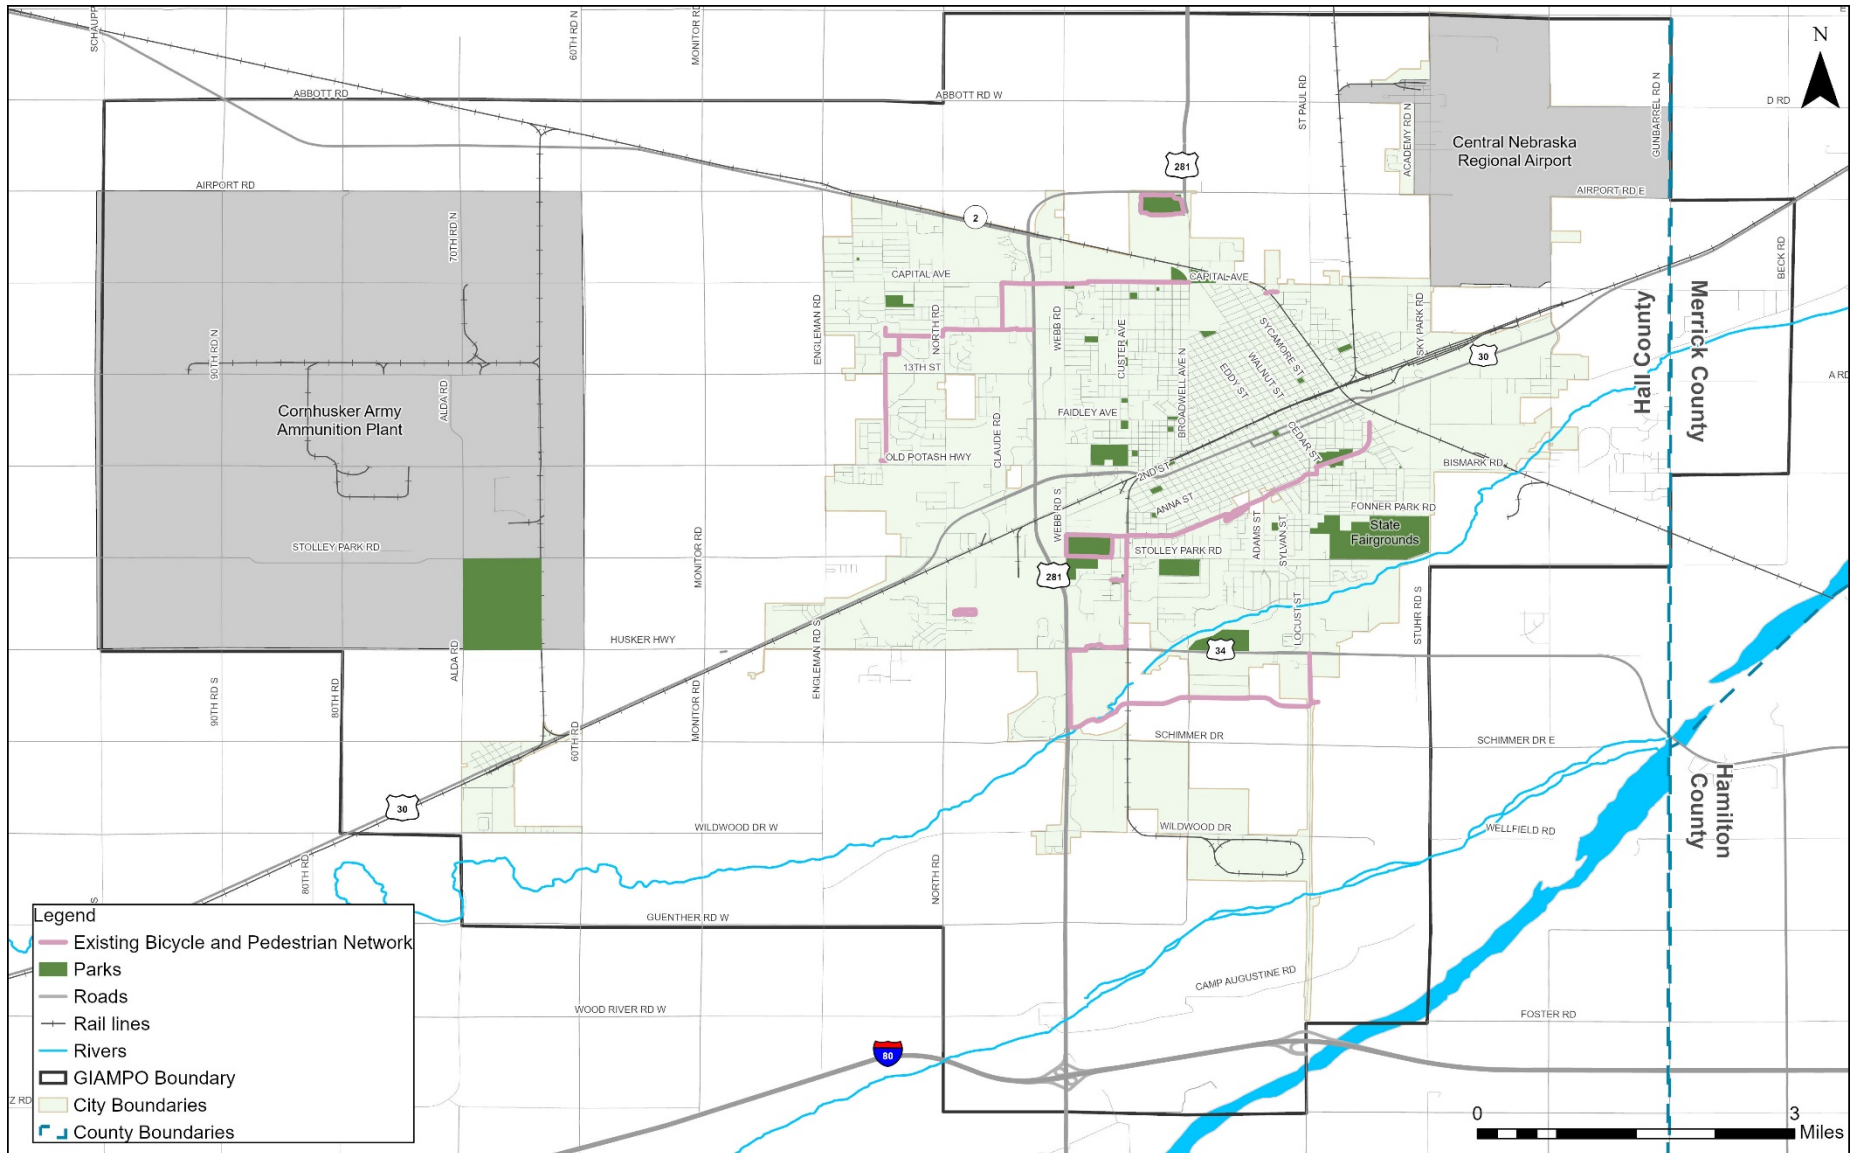 SCHAUPP
60TH RD N
MONITOR RD
N
ABBOTT RD
ABBOTT RD W
ST PAUL RD
ACADEMY RD N
GUNBARREL RD N
D RD
Central Nebraska
Regional Airport
281
AIRPORT RD
AIRPORT RD E
2
70TH RD N
BECK RD
CAPITAL AVE
CAPITAL AVE
ENGLEMAN RD
NORTH RD
WEBB RD
CUSTER AVE
BROADWELL AVE N
SYCAMORE ST
WALNUT ST
EDDY ST
SKY PARK RD
30
Hall County
Merrick County
90TH RD N
13TH ST
A RD
ALDA RD
Cornhusker Army
Ammunition Plant
CLAUDE RD
FAIDLEY AVE
CEDAR ST
OLD POTASH HWY
2ND ST
BISMARK RD
WEBB RD S
ANNA ST
ADAMS ST
SYLVAN ST
FONNER PARK RD
State
Fairgrounds
STOLLEY PARK RD
MONITOR RD
STOLLEY PARK RD
281
HUSKER HWY
ENGLEMAN RD S
LOCUST ST
STUHR RD S
34
ALDA RD
90TH RD S
80TH RD
MONITOR RD
60TH RD
SCHIMMER DR
SCHIMMER DR E
Hamilton
County
30
WILDWOOD DR W
WILDWOOD DR
WELLFIELD RD
80TH RD
NORTH RD
S
GUENTHER RD W
CAMP AUGUSTINE RD
WOOD RIVER RD W
FOSTER RD
80
Z RD
Legend
Existing Bicycle and Pedestrian Network
Parks
Roads
Rail lines
Rivers
GIAMPO Boundary
City Boundaries
County Boundaries
0 3
Miles